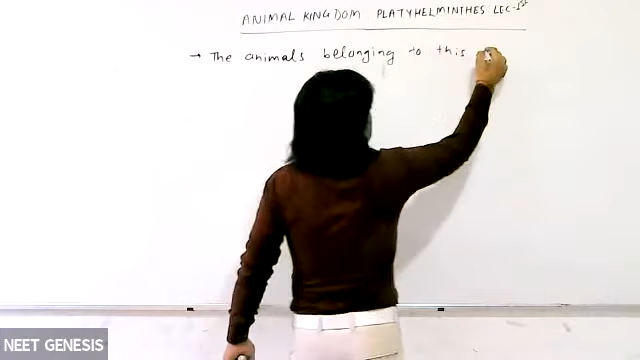 ANIMAL KINGDOM PLATYHELMINTHES LEC-1st
→ The animals belonging to this
NEET GENESIS